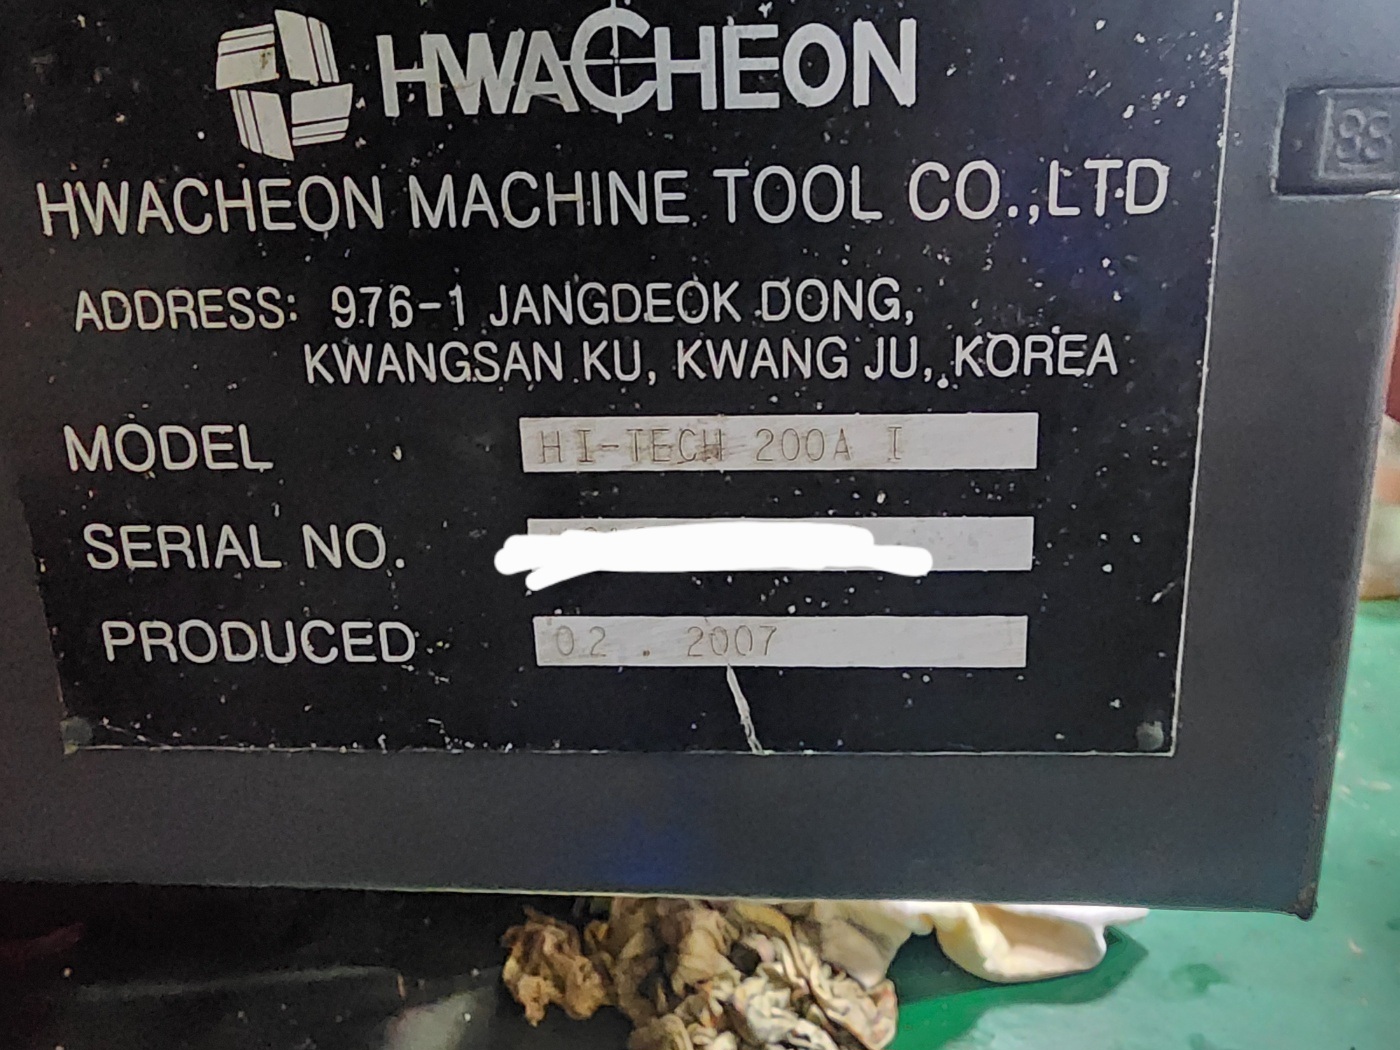 HWACHEON
HWACHEON MACHINE TOOL CO.,LTD
ADDRESS: 976-1 JANGDEOK DONG,
KWANGSAN KU, KWANG JU, KOREA
MODEL HI-TECH 200A I
SERIAL NO.
PRODUCED 02 . 2007
88